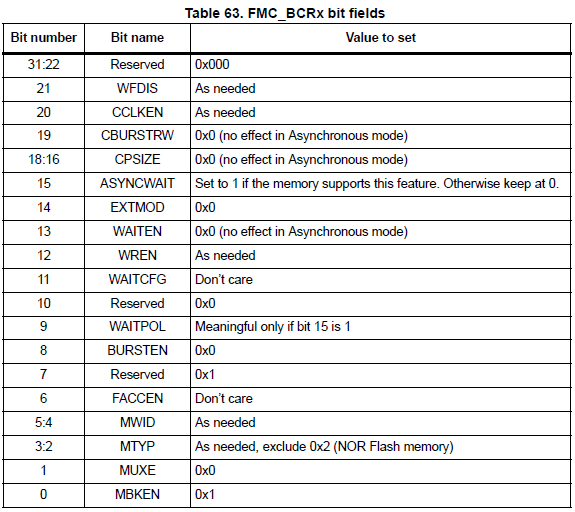 Table 63. FMC_BCRx bit fields
Bit number Bit name Value to set
31:22 Reserved 0x000
21 WFDIS As needed
20 CCLKEN As needed
19 CBURSTRW 0x0 (no effect in Asynchronous mode)
18:16 CPSIZE 0x0 (no effect in Asynchronous mode)
15 ASYNCWAIT Set to 1 if the memory supports this feature. Otherwise keep at 0.
14 EXTMOD 0x0
13 WAITEN 0x0 (no effect in Asynchronous mode)
12 WREN As needed
11 WAITCFG Don’t care
10 Reserved 0x0
9 WAITPOL Meaningful only if bit 15 is 1
8 BURSTEN 0x0
7 Reserved 0x1
6 FACCEN Don’t care
5:4 MWID As needed
3:2 MTYP As needed, exclude 0x2 (NOR Flash memory)
1 MUXE 0x0
0 MBKEN 0x1